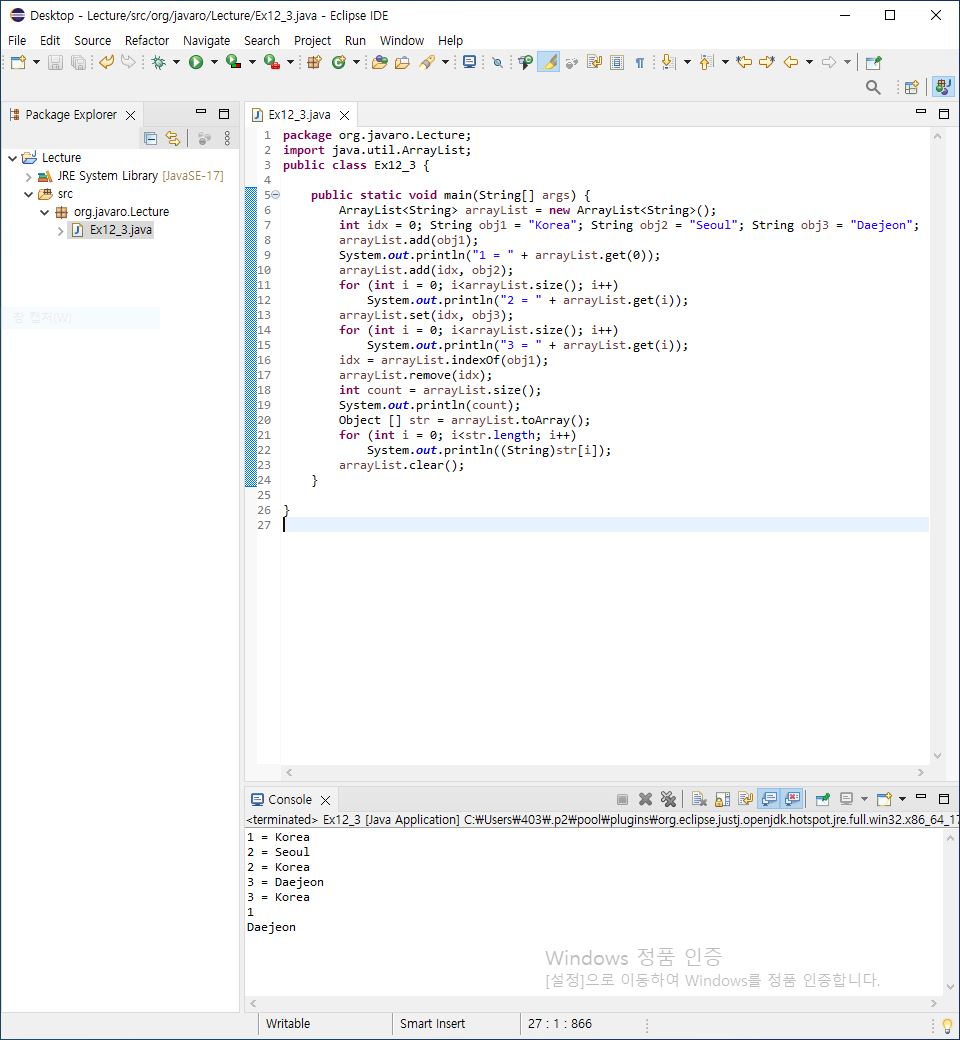 Desktop - Lecture/src/org/javaro/Lecture/Ex12_3.java - Eclipse IDE
File Edit Source Refactor Navigate Search Project Run Window Help
Package Explorer
Lecture
JRE System Library [JavaSE-17]
src
org.javaro.Lecture
Ex12_3.java
창 캡처(W)
Ex12_3.java
1 package org.javaro.Lecture;
2 import java.util.ArrayList;
3 public class Ex12_3 {
4
5 public static void main(String[] args) {
6 ArrayList<String> arrayList = new ArrayList<String>();
7 int idx = 0; String obj1 = "Korea"; String obj2 = "Seoul"; String obj3 = "Daejeon";
8 arrayList.add(obj1);
9 System.out.println("1 = " + arrayList.get(0));
10 arrayList.add(idx, obj2);
11 for (int i = 0; i<arrayList.size(); i++)
12 System.out.println("2 = " + arrayList.get(i));
13 arrayList.set(idx, obj3);
14 for (int i = 0; i<arrayList.size(); i++)
15 System.out.println("3 = " + arrayList.get(i));
16 idx = arrayList.indexOf(obj1);
17 arrayList.remove(idx);
18 int count = arrayList.size();
19 System.out.println(count);
20 Object [] str = arrayList.toArray();
21 for (int i = 0; i<str.length; i++)
22 System.out.println((String)str[i]);
23 arrayList.clear();
24 }
25
26 }
27
Console
<terminated> Ex12_3 [Java Application] C:₩Users₩403₩.p2₩pool₩plugins₩org.eclipse.justj.openjdk.hotspot.jre.full.win32.x86_64_17
1 = Korea
2 = Seoul
2 = Korea
3 = Daejeon
3 = Korea
1
Daejeon
Windows 정품 인증
[설정]으로 이동하여 Windows를 정품 인증합니다.
Writable Smart Insert 27 : 1 : 866